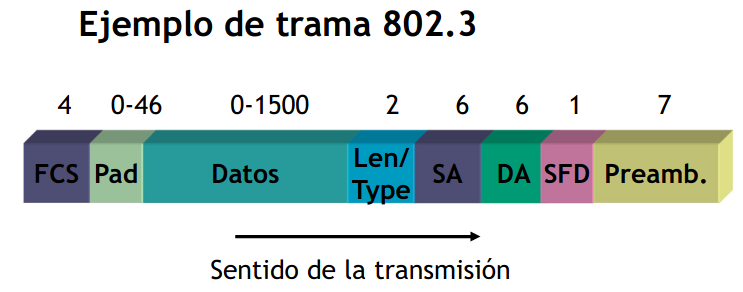 Ejemplo de trama 802.3
4 0-46 0-1500 2 6 6 1 7
FCS Pad Datos Len/ SA DA SFD Preamb.
Type
Sentido de la transmisión